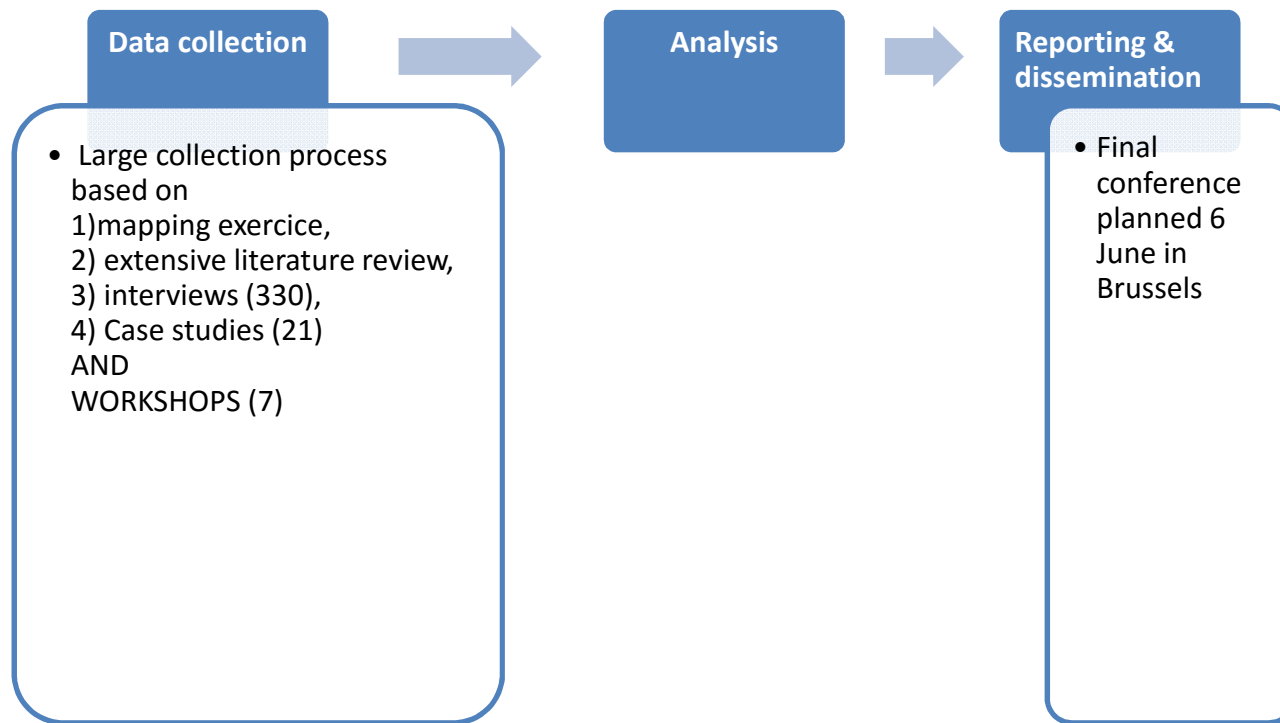 Data collection
• Large collection process
based on
1)mapping exercice,
2) extensive literature review,
3) interviews (330),
4) Case studies (21)
AND
WORKSHOPS (7)
Analysis
Reporting &
dissemination
• Final
conference
planned 6
June in
Brussels